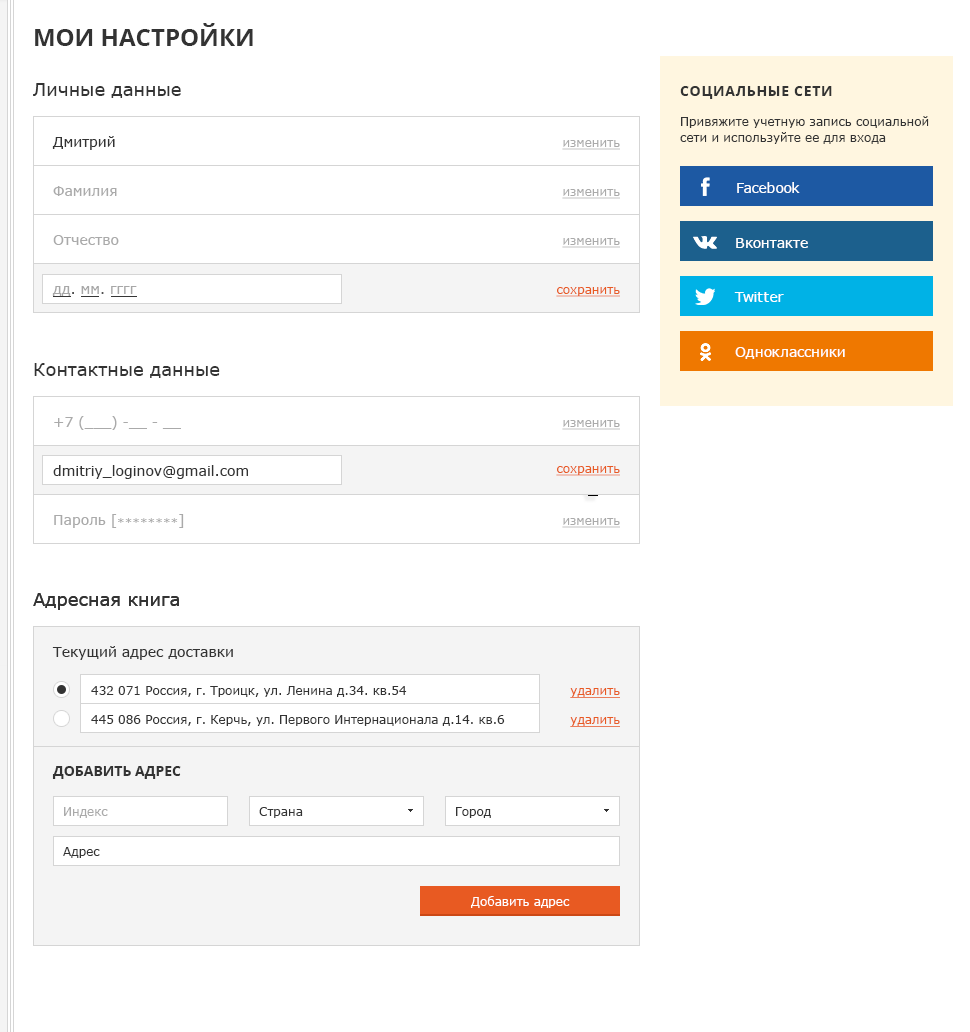 МОИ НАСТРОЙКИ
Личные данные
Дмитрий изменить
Фамилия изменить
Отчество изменить
дд. мм. гггг сохранить
Контактные данные
+7 (___) -__ - __ изменить
dmitriy_loginov@gmail.com сохранить
Пароль [********] изменить
Адресная книга
Текущий адрес доставки
432 071 Россия, г. Троицк, ул. Ленина д.34. кв.54 удалить
445 086 Россия, г. Керчь, ул. Первого Интернационала д.14. кв.6 удалить
ДОБАВИТЬ АДРЕС
Индекс Страна Город
Адрес
Добавить адрес
СОЦИАЛЬНЫЕ СЕТИ
Привяжите учетную запись социальной
сети и используйте ее для входа
Facebook
Вконтакте
Twitter
Одноклассники